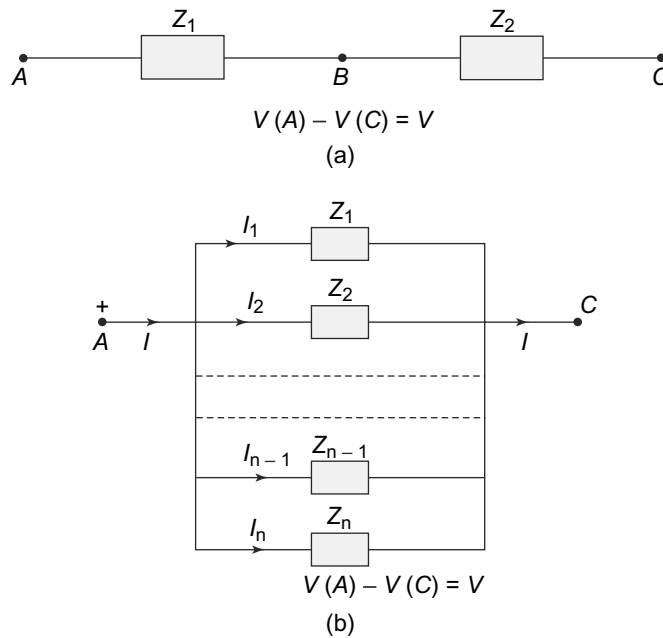 Z1 Z2
A B C
V (A) – V (C) = V
(a)
I1 Z1
I2 Z2
+ C
A I I
In – 1 Zn – 1
In Zn
V (A) – V (C) = V
(b)